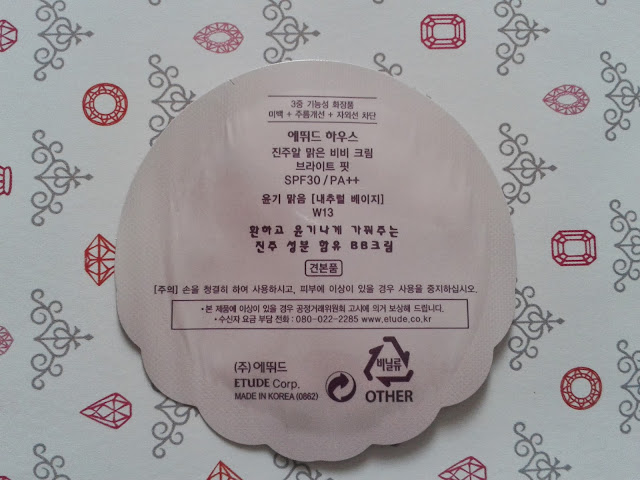 3중 기능성 화장품
미백 + 주름개선 + 자외선 차단
에뛰드 하우스
진주알 맑은 비비 크림
브라이트 핏
SPF30 / PA++
윤기 맑음 [내추럴 베이지]
W13
환하고 윤기나게 가꿔주는
진주 성분 함유 BB크림
견본품
[주의] 손을 청결히 하여 사용하시고, 피부에 이상이 있을 경우 사용을 중지하십시오.
• 본 제품에 이상이 있을 경우 공정거래위원회 고시에 의거 보상해 드립니다.
• 수신자 요금 부담 전화 : 080-022-2285 www.etude.co.kr
(주) 에뛰드
ETUDE Corp.
MADE IN KOREA (0862)
비닐류
OTHER